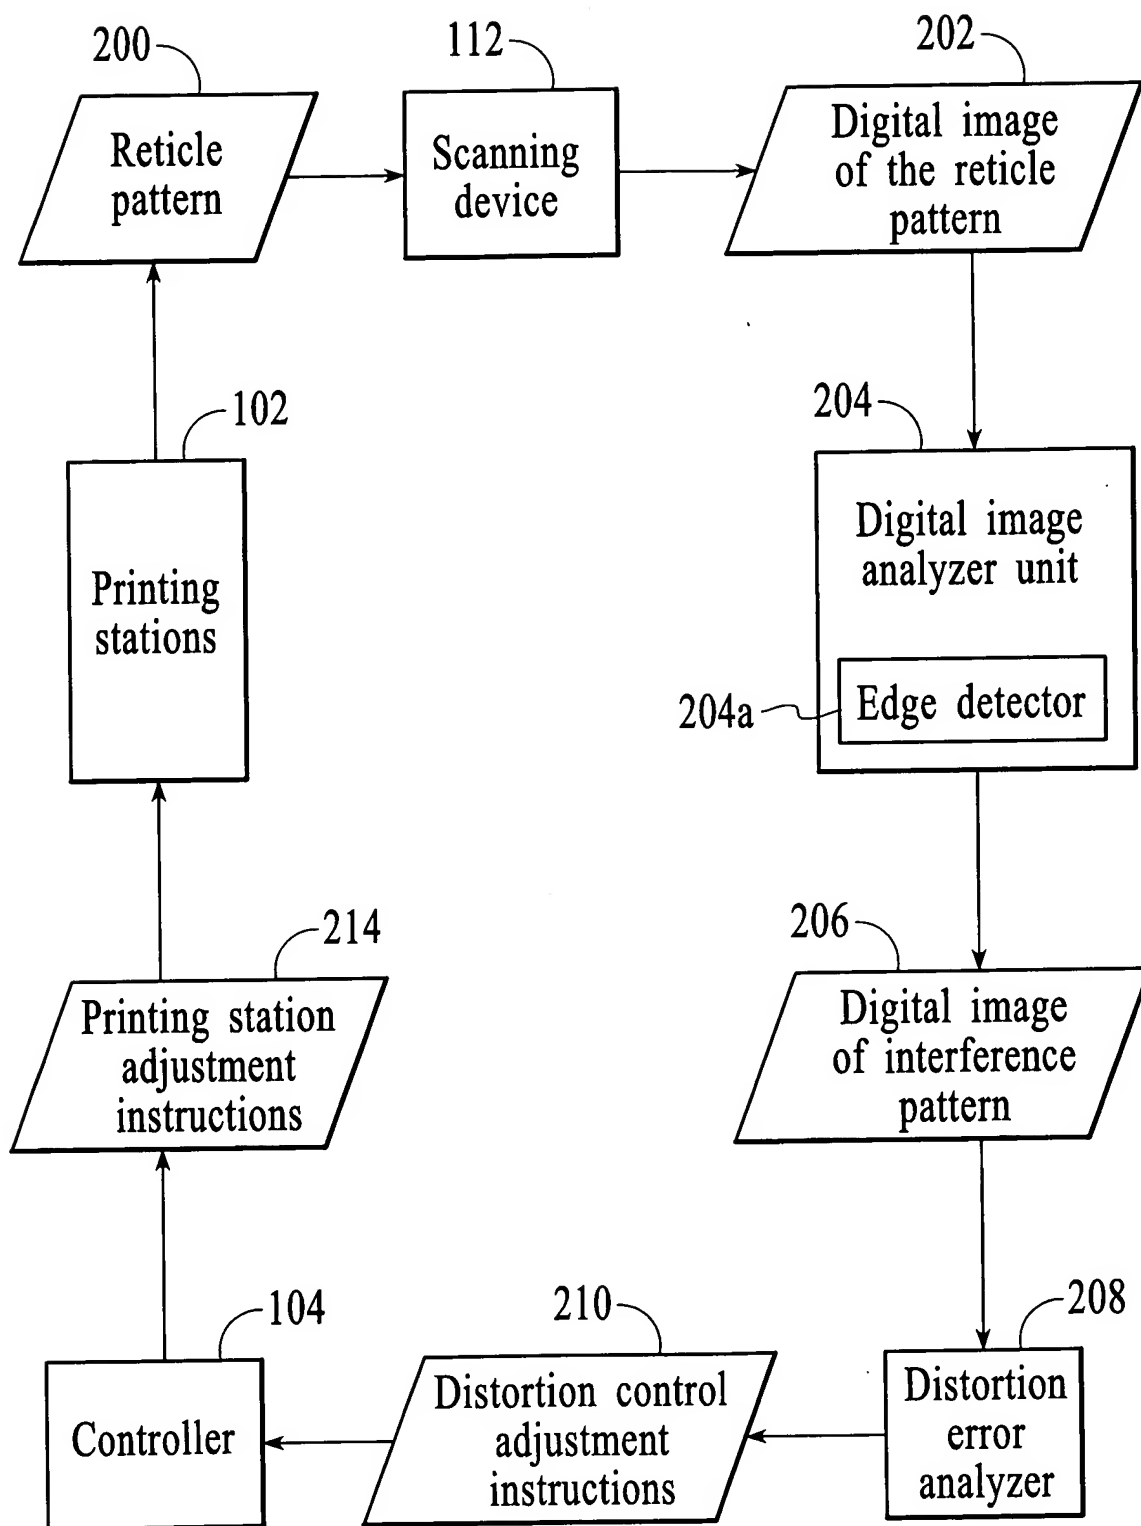 200
Reticle
pattern
112
Scanning
device
202
Digital image
of the reticle
pattern
102
Printing
stations
204
Digital image
analyzer unit
204a
Edge detector
214
Printing station
adjustment
instructions
206
Digital image
of interference
pattern
104
Controller
210
Distortion control
adjustment
instructions
208
Distortion
error
analyzer